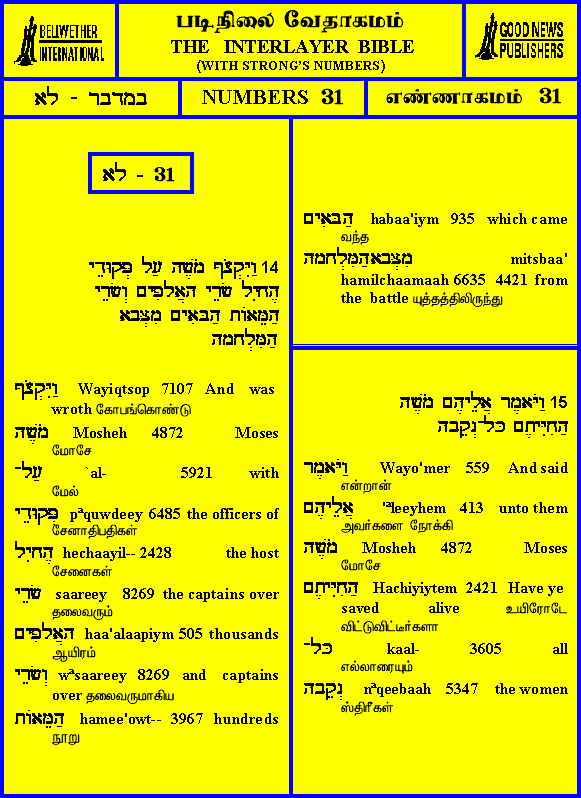 BELLWETHER
INTERNATIONAL
படிநிலை வேதாகமம்
THE INTERLAYER BIBLE
(WITH STRONG'S NUMBERS)
GOOD NEWS
PUBLISHERS
במדבר - לא
NUMBERS 31
எண்ணாகமம் 31
לא - 31
14 וַיִּקְצֹף מֹשֶׁה עַל פְּקוּדֵי
הֶחָיִל שָׂרֵי הָאֲלָפִים וְשָׂרֵי
הַמֵּאוֹת הַבָּאִים מִצְּבָא
הַמִּלְחָמָה
וַיִּקְצֹף Wayiqtsop 7107 And was
wroth கோபங்கொண்டு
מֹשֶׁה Mosheh 4872 Moses
மோசே
עַל־ `al- 5921 with
மேல்
פְּקוּדֵי pªquwdeey 6485 the officers of
சேனாதிபதிகள்
הֶחָיִל hechaayil-- 2428 the host
சேனைகள்
שָׂרֵי saareey 8269 the captains over
தலைவரும்
הָאֲלָפִים haa'alaapiym 505 thousands
ஆயிரம்
וְשָׂרֵי wªsaareey 8269 and captains
over தலைவருமாகிய
הַמֵּאוֹת hamee'owt-- 3967 hundreds
நூறு
הַבָּאִים habaa'iym 935 which came
வந்த
מִצְּבָאהַמִּלְחָמָה mitsbaa'
hamilchaamaah 6635 4421 from
the battle யுத்தத்திலிருந்து
15 וַיֹּאמֶר אֲלֵיהֶם מֹשֶׁה
הַחִיִּיתֶם כָּל־נְקֵבָה
וַיֹּאמֶר Wayo'mer 559 And said
என்றான்
אֲלֵיהֶם 'ªleeyhem 413 unto them
அவர்களை நோக்கி
מֹשֶׁה Mosheh 4872 Moses
மோசே
הַחִיִּיתֶם Hachiyiytem 2421 Have ye
saved alive உயிரோடே
விட்டுவிட்டீர்களா
כָּל־ kaal- 3605 all
எல்லாரையும்
נְקֵבָה nªqeebaah 5347 the women
ஸ்திரீகள்